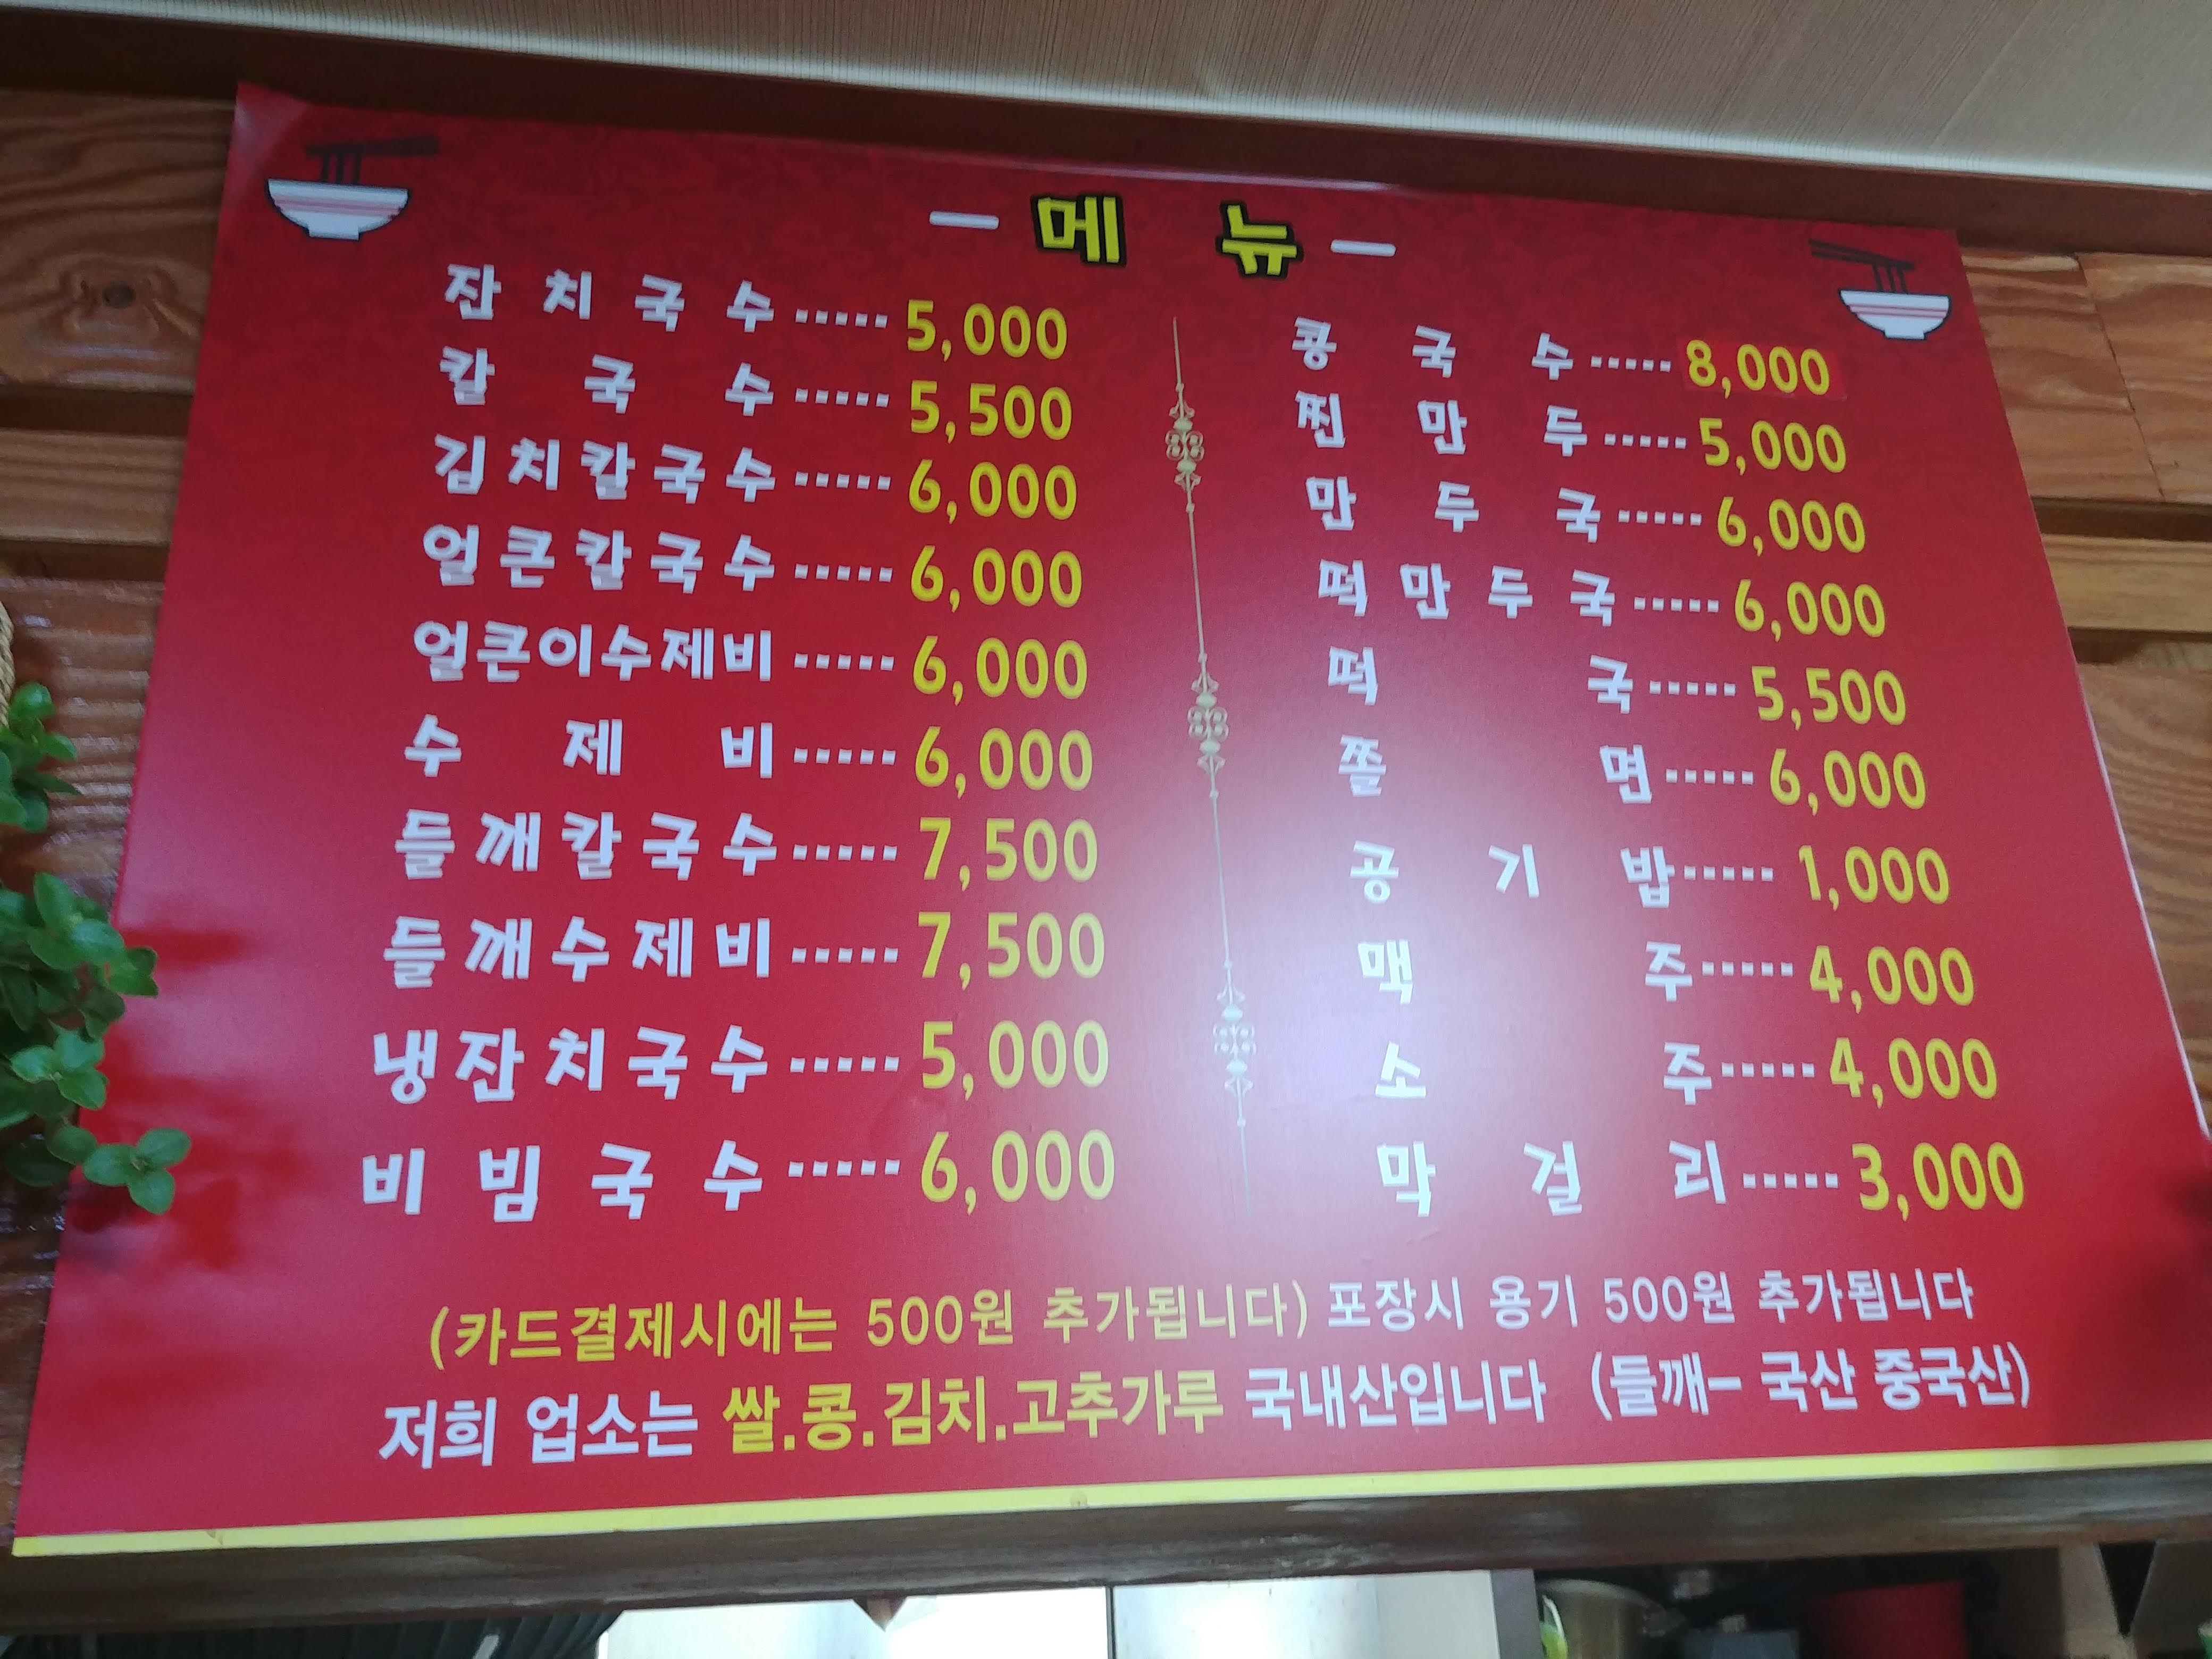 - 메 뉴 -
잔치국수·····5,000
칼국수·····5,500
김치칼국수·····6,000
얼큰칼국수·····6,000
얼큰이수제비·····6,000
수제비·····6,000
들깨칼국수·····7,500
들깨수제비·····7,500
냉잔치국수·····5,000
비빔국수·····6,000
콩국수·····8,000
찐만두·····5,000
만두국·····6,000
떡만두국·····6,000
떡국·····5,500
쫄면·····6,000
공기밥·····1,000
맥주·····4,000
소주·····4,000
막걸리·····3,000
(카드결제시에는 500원 추가됩니다) 포장시 용기 500원 추가됩니다
저희 업소는 쌀.콩.김치.고추가루 국내산입니다 (들깨- 국산 중국산)